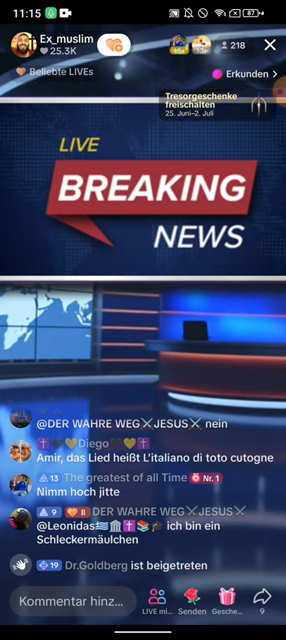 11:15
87
Ex_muslim
25.3K
218
Beliebte LIVEs
Erkunden >
Tresorgeschenke
freischalten
25. Juni–2. Juli
LIVE
BREAKING
NEWS
@DER WAHRE WEG⚔JESUS⚔ nein
✝️🖤💛Diego🖤💛✝️
Amir, das Lied heißt L'italiano di toto cutogne
13 The greatest of all Time Nr. 1
Nimm hoch jitte
13 II DER WAHRE WEG⚔JESUS⚔
@Leonidas🇬🇷🏛✝️📚🎓 ich bin ein
Schleckermäulchen
19 Dr.Goldberg ist beigetreten
Kommentar hinz...
LIVE mi...
Senden
Gesche...
9